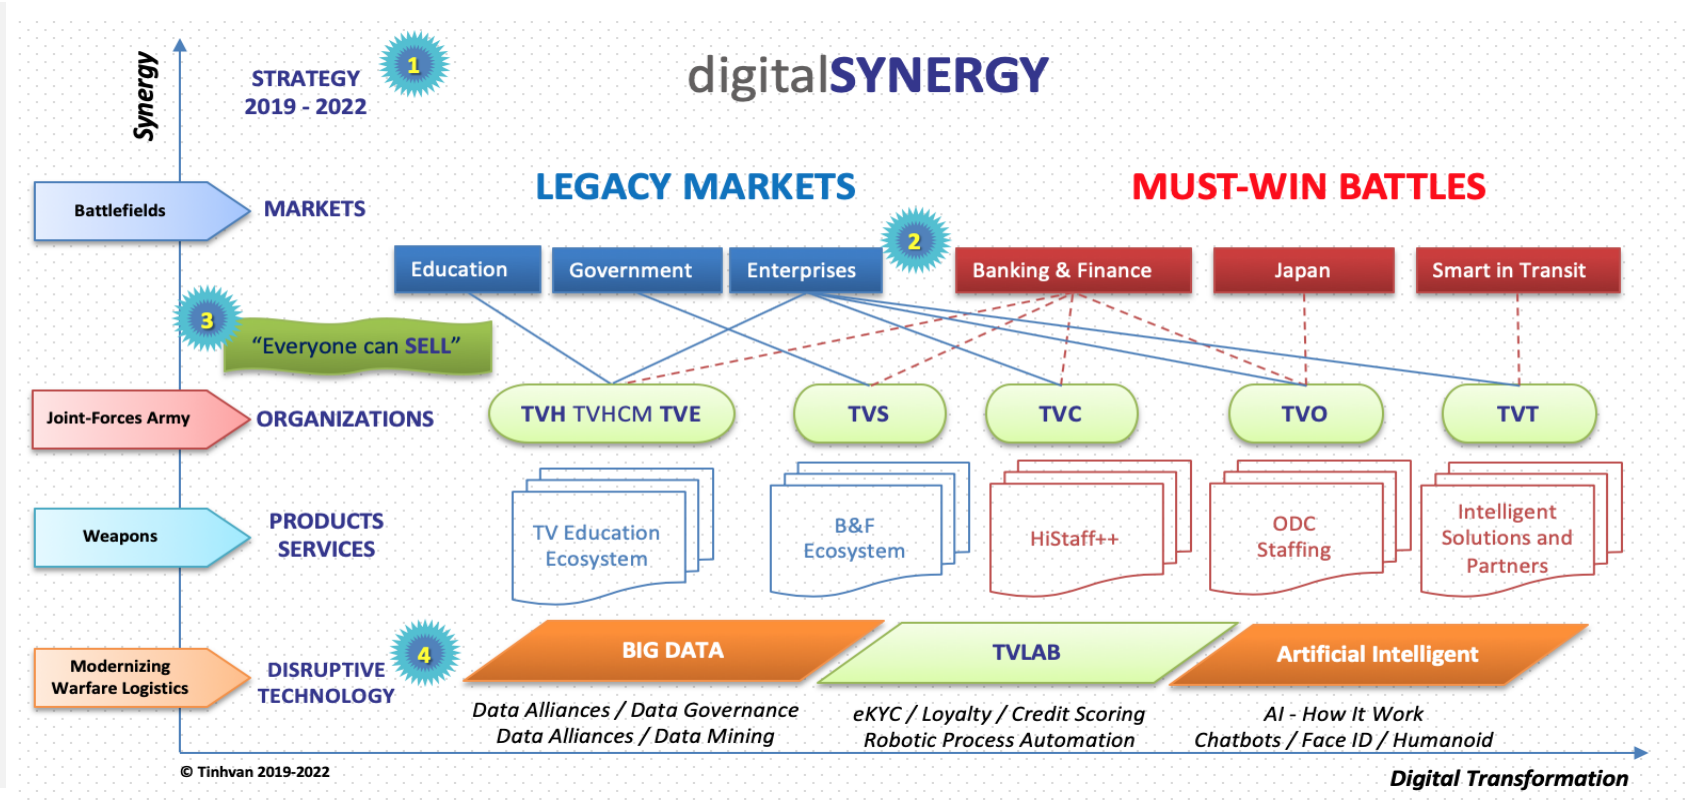 Synergy
STRATEGY
2019 - 2022
1
digitalSYNERGY
Battlefields
MARKETS
LEGACY MARKETS
MUST-WIN BATTLES
2
Education
Government
Enterprises
Banking & Finance
Japan
Smart in Transit
3
“Everyone can SELL”
Joint-Forces Army
ORGANIZATIONS
TVH TVHCM TVE
TVS
TVC
TVO
TVT
Weapons
PRODUCTS
SERVICES
TV Education
Ecosystem
B&F
Ecosystem
HiStaff++
ODC
Staffing
Intelligent
Solutions and
Partners
Modernizing
Warfare Logistics
DISRUPTIVE
TECHNOLOGY
4
BIG DATA
TVLAB
Artificial Intelligent
Data Alliances / Data Governance
Data Alliances / Data Mining
eKYC / Loyalty / Credit Scoring
Robotic Process Automation
AI - How It Work
Chatbots / Face ID / Humanoid
© Tinhvan 2019-2022
Digital Transformation